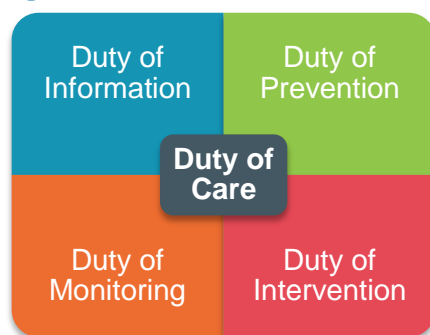 Duty of
Information
Duty of
Prevention
Duty of
Care
Duty of
Monitoring
Duty of
Intervention